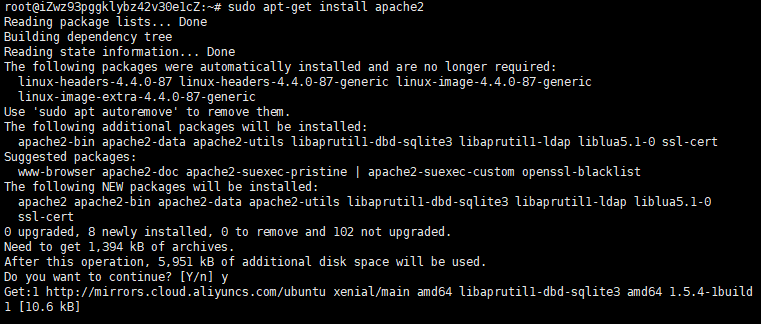 root@iZwz93pggklybz42v30e1cZ:~# sudo apt-get install apache2
Reading package lists... Done
Building dependency tree
Reading state information... Done
The following packages were automatically installed and are no longer required:
  linux-headers-4.4.0-87 linux-headers-4.4.0-87-generic linux-image-4.4.0-87-generic
  linux-image-extra-4.4.0-87-generic
Use 'sudo apt autoremove' to remove them.
The following additional packages will be installed:
  apache2-bin apache2-data apache2-utils libaprutil1-dbd-sqlite3 libaprutil1-ldap liblua5.1-0 ssl-cert
Suggested packages:
  www-browser apache2-doc apache2-suexec-pristine | apache2-suexec-custom openssl-blacklist
The following NEW packages will be installed:
  apache2 apache2-bin apache2-data apache2-utils libaprutil1-dbd-sqlite3 libaprutil1-ldap liblua5.1-0
  ssl-cert
0 upgraded, 8 newly installed, 0 to remove and 102 not upgraded.
Need to get 1,394 kB of archives.
After this operation, 5,951 kB of additional disk space will be used.
Do you want to continue? [Y/n] y
Get:1 http://mirrors.cloud.aliyuncs.com/ubuntu xenial/main amd64 libaprutil1-dbd-sqlite3 amd64 1.5.4-1build
1 [10.6 kB]